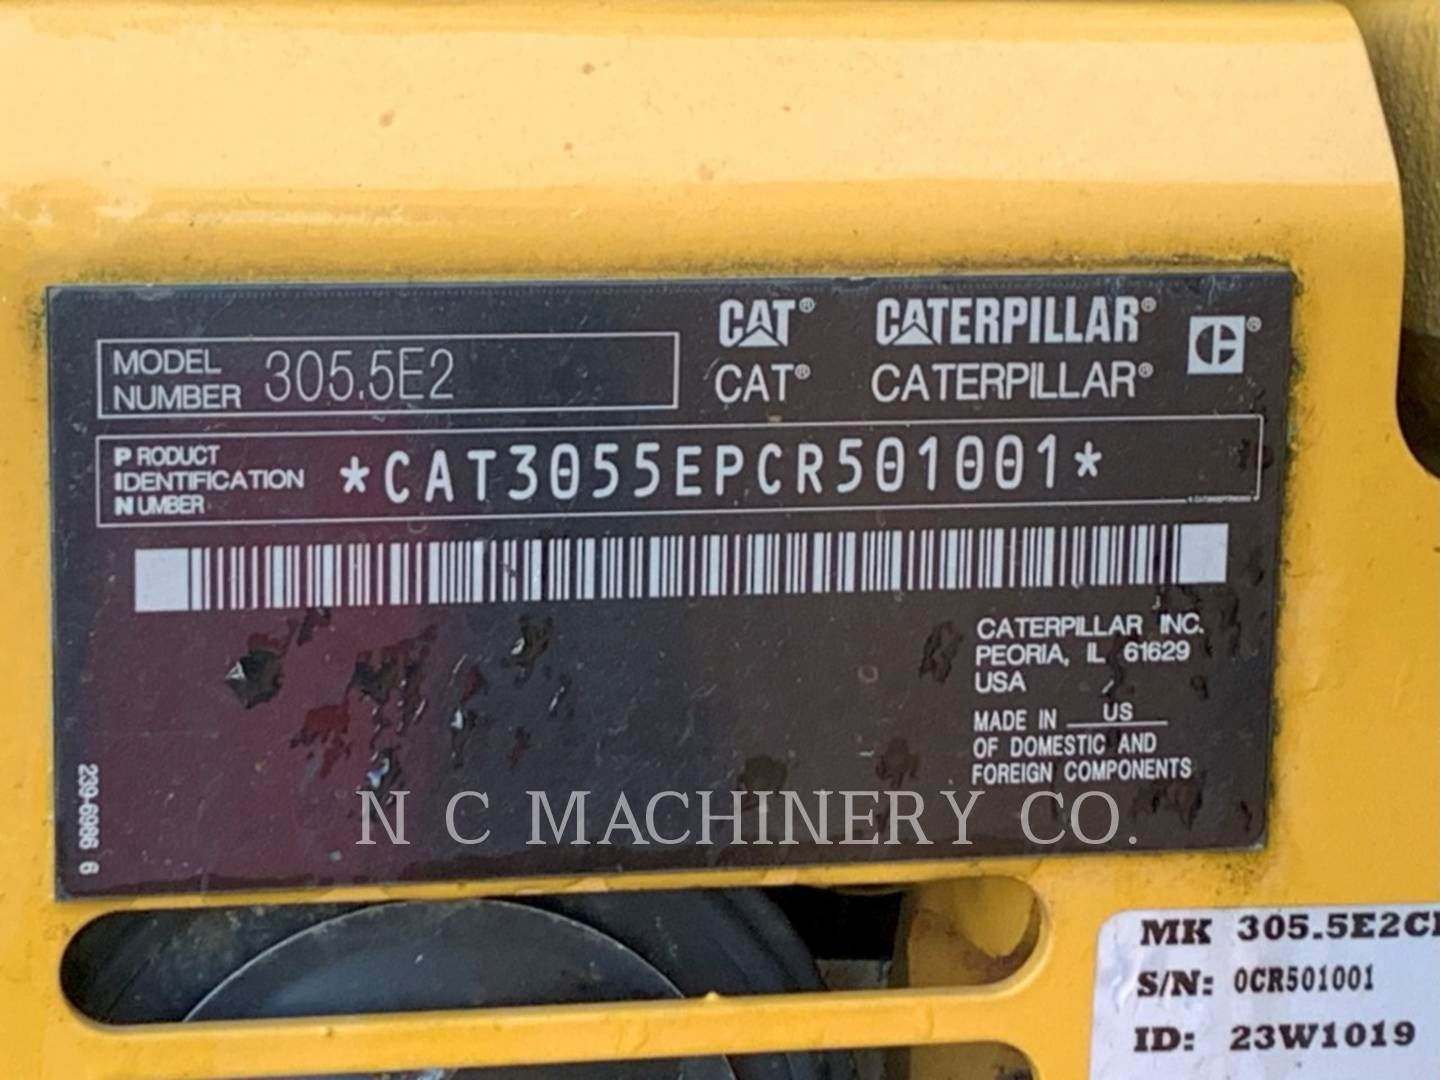 CAT® CATERPILLAR® ®
CAT® CATERPILLAR®
MODEL
NUMBER 305.5E2
PRODUCT
IDENTIFICATION
NUMBER
*CAT3055EPCR501001*
CATERPILLAR INC.
PEORIA, IL 61629
USA
MADE IN US
OF DOMESTIC AND
FOREIGN COMPONENTS
239-6986 6
N C MACHINERY CO.
MK 305.5E2C
S/N: 0CR501001
ID: 23W1019